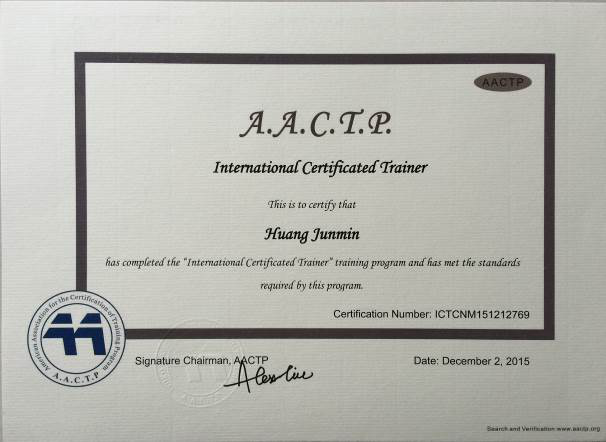 AACTP
A.A.C.T.P.
International Certificated Trainer
This is to certify that
Huang Junmin
has completed the "International Certificated Trainer" training program and has met the standards
required by this program.
Certification Number: ICTCNM151212769
American Association for the Certification of Training Program
A.A.C.T.P
Signature Chairman, AACTP
Date: December 2, 2015
Search and Verification:www.aactp.org